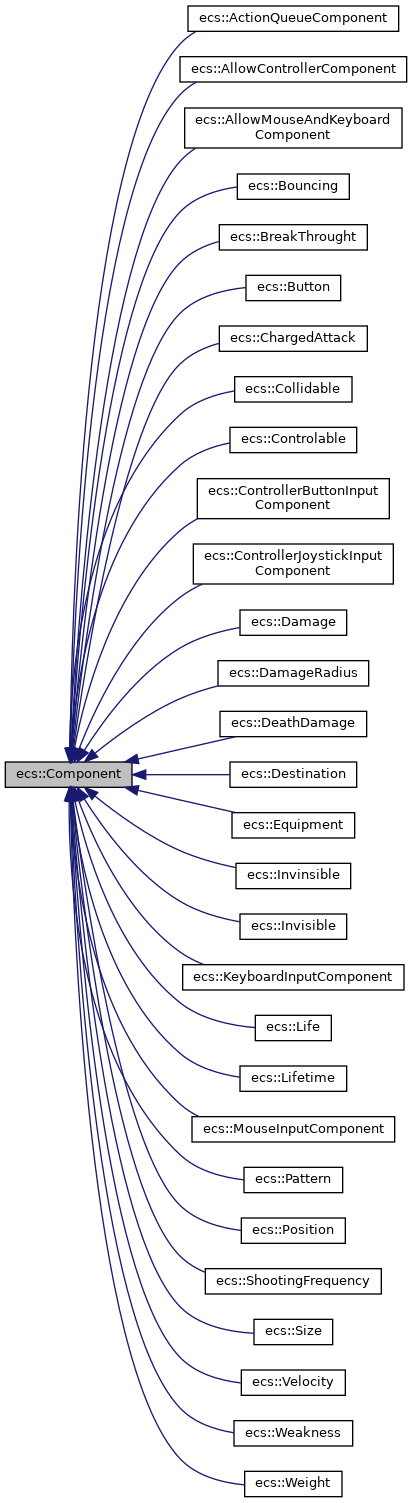 ecs::ActionQueueComponent
ecs::AllowControllerComponent
ecs::AllowMouseAndKeyboard
Component
ecs::Bouncing
ecs::BreakThrought
ecs::Button
ecs::ChargedAttack
ecs::Collidable
ecs::Controlable
ecs::ControllerButtonInput
Component
ecs::ControllerJoystickInput
Component
ecs::Damage
ecs::DamageRadius
ecs::DeathDamage
ecs::Component
ecs::Destination
ecs::Equipment
ecs::Invinsible
ecs::Invisible
ecs::KeyboardInputComponent
ecs::Life
ecs::Lifetime
ecs::MouseInputComponent
ecs::Pattern
ecs::Position
ecs::ShootingFrequency
ecs::Size
ecs::Velocity
ecs::Weakness
ecs::Weight